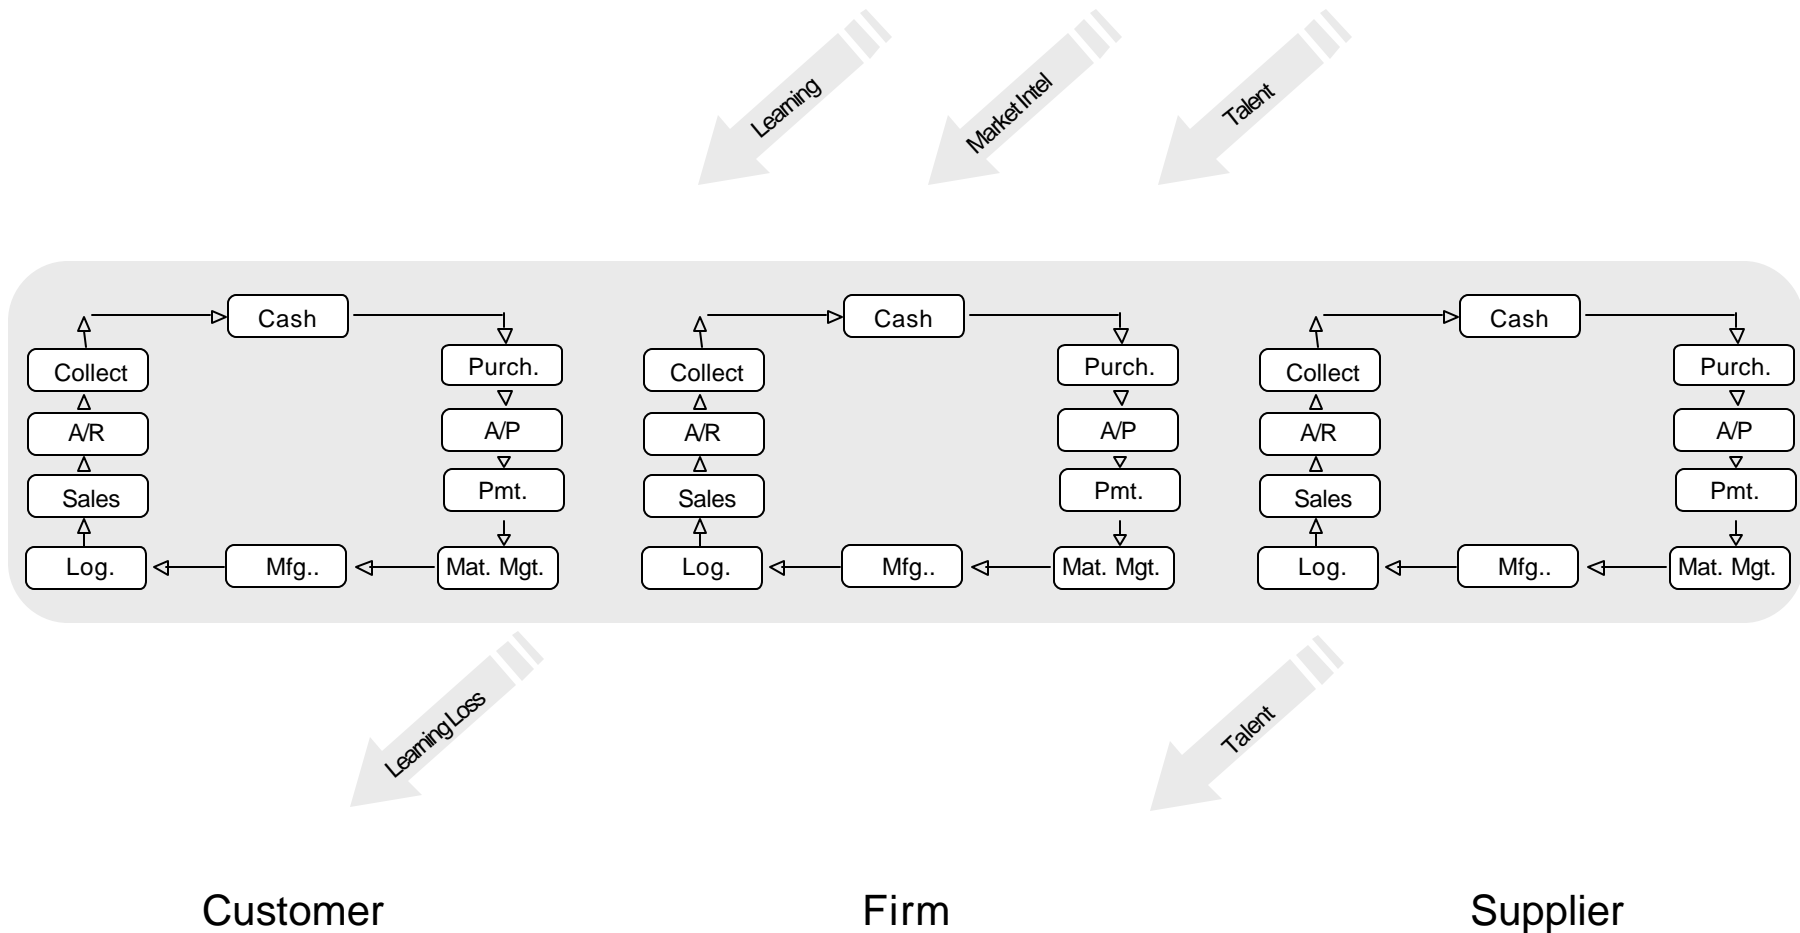 Learning
Market Intel
Talent
Cash
Cash
Cash
Collect
Purch.
Collect
Purch.
Collect
Purch.
A/R
A/P
A/R
A/P
A/R
A/P
Sales
Pmt.
Sales
Pmt.
Sales
Pmt.
Log.
Mfg..
Mat. Mgt.
Log.
Mfg..
Mat. Mgt.
Log.
Mfg..
Mat. Mgt.
Learning Loss
Talent
Customer
Firm
Supplier